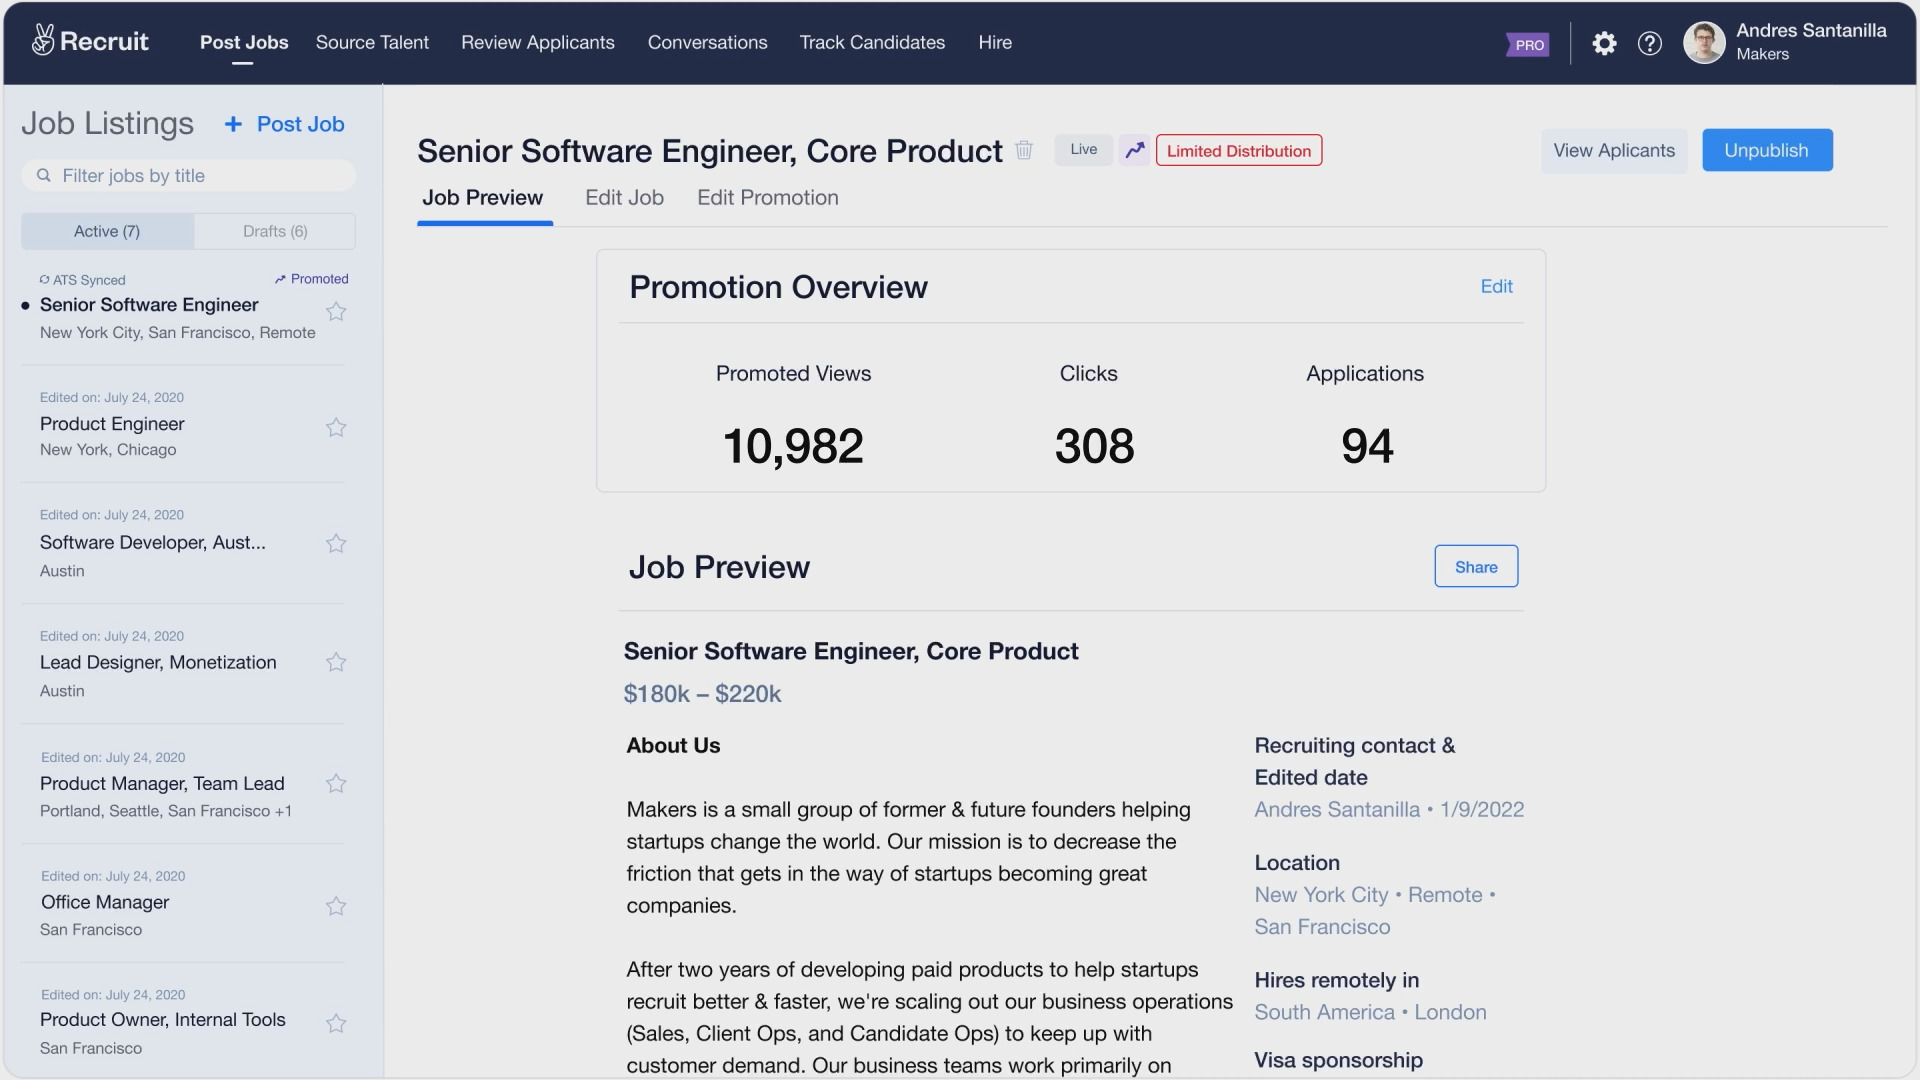 Recruit
Post Jobs Source Talent Review Applicants Conversations Track Candidates Hire
PRO
Andres Santanilla
Makers
Job Listings
+ Post Job
Filter jobs by title
Active (7) Drafts (6)
ATS Synced Promoted
Senior Software Engineer
New York City, San Francisco, Remote
Edited on: July 24, 2020
Product Engineer
New York, Chicago
Edited on: July 24, 2020
Software Developer, Aust...
Austin
Edited on: July 24, 2020
Lead Designer, Monetization
Austin
Edited on: July 24, 2020
Product Manager, Team Lead
Portland, Seattle, San Francisco +1
Edited on: July 24, 2020
Office Manager
San Francisco
Edited on: July 24, 2020
Product Owner, Internal Tools
San Francisco
Senior Software Engineer, Core Product
Live
Limited Distribution
View Aplicants
Unpublish
Job Preview Edit Job Edit Promotion
Promotion Overview
Edit
Promoted Views Clicks Applications
10,982 308 94
Job Preview
Share
Senior Software Engineer, Core Product
$180k – $220k
About Us
Makers is a small group of former & future founders helping
startups change the world. Our mission is to decrease the
friction that gets in the way of startups becoming great
companies.
After two years of developing paid products to help startups
recruit better & faster, we're scaling out our business operations
(Sales, Client Ops, and Candidate Ops) to keep up with
customer demand. Our business teams work primarily on
Recruiting contact &
Edited date
Andres Santanilla • 1/9/2022
Location
New York City • Remote •
San Francisco
Hires remotely in
South America • London
Visa sponsorship